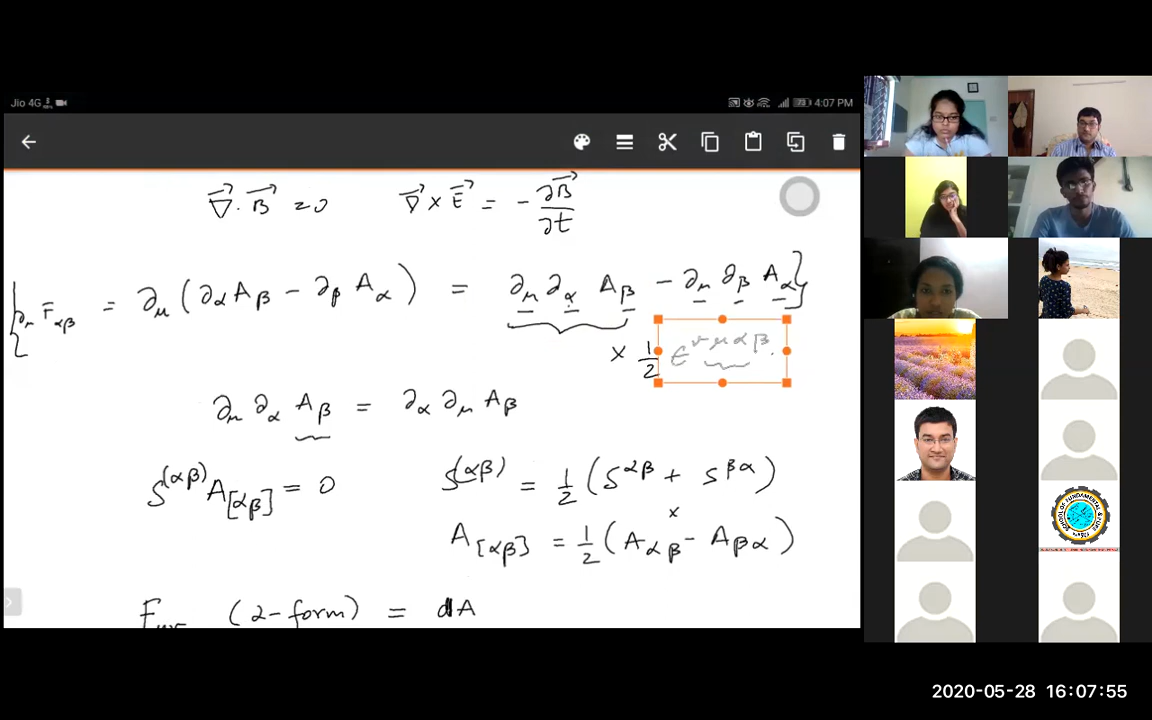 Jio 4G 4:07 PM
∇⃗ · B⃗ = 0 ∇⃗ × E⃗ = − ∂B⃗/∂t
{∂μ Fαβ = ∂μ (∂α Aβ − ∂β Aα) = ∂μ ∂α Aβ − ∂μ ∂β Aα}
× 1/2 ϵ^νμαβ.
∂μ ∂α Aβ = ∂α ∂μ Aβ
S^(αβ) A[αβ] = 0 S^(αβ) = 1/2 (S^αβ + S^βα)
×
A[αβ] = 1/2 (Aαβ − Aβα)
(2-form) = dA
2020-05-28 16:07:55